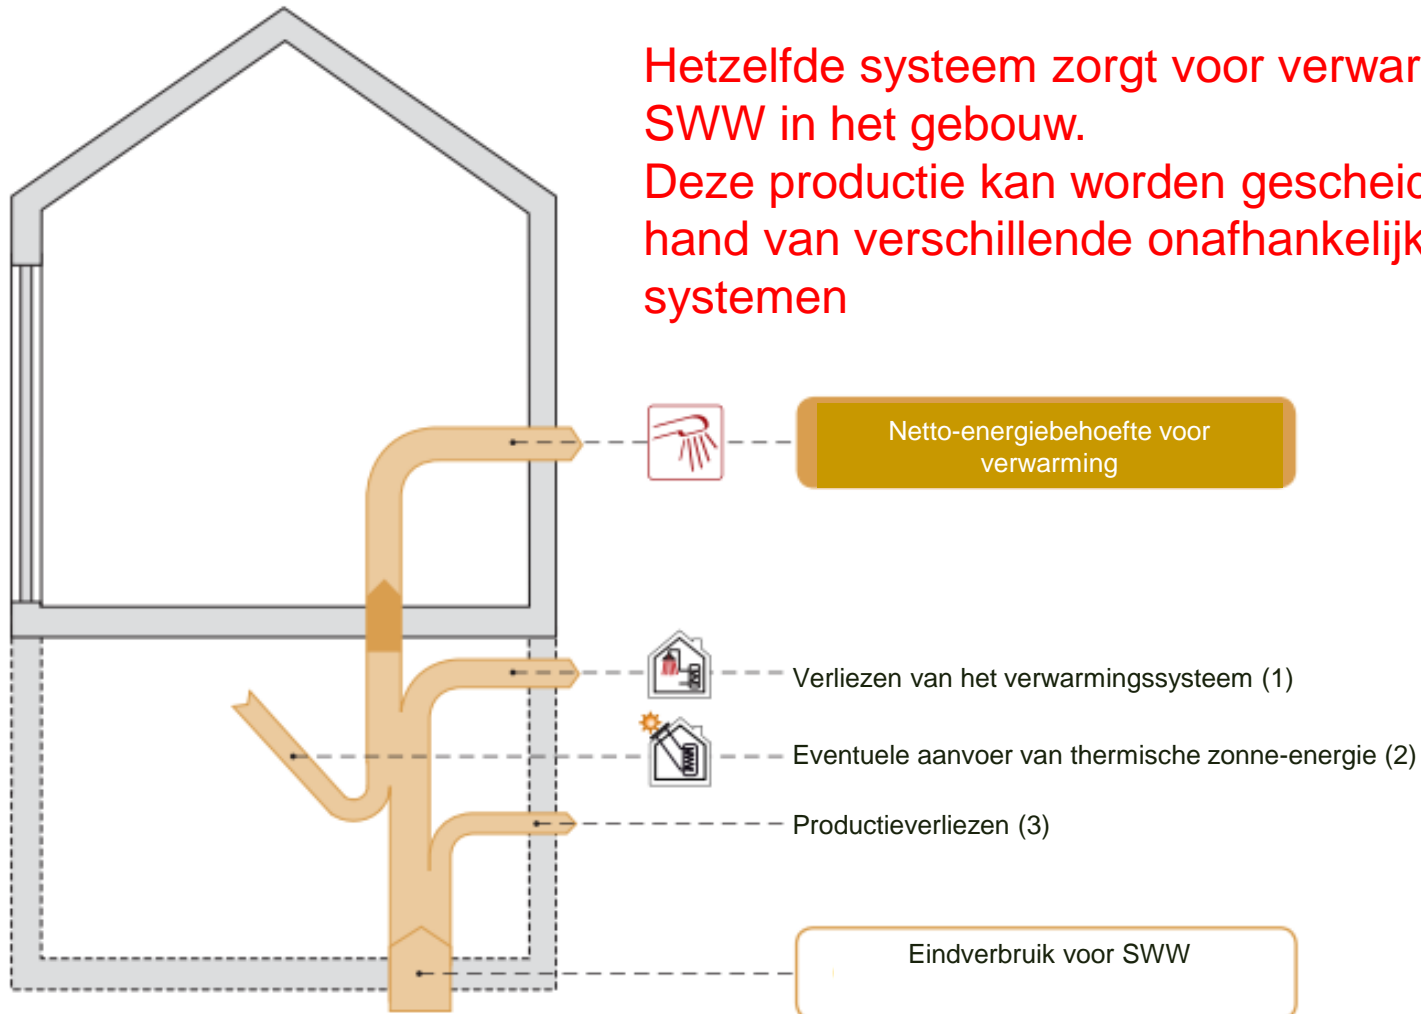 Hetzelfde systeem zorgt voor verwar
SWW in het gebouw.
Deze productie kan worden gescheid
hand van verschillende onafhankelijk
systemen
Netto-energiebehoefte voor
verwarming
Verliezen van het verwarmingssysteem (1)
Eventuele aanvoer van thermische zonne-energie (2)
Productieverliezen (3)
Eindverbruik voor SWW